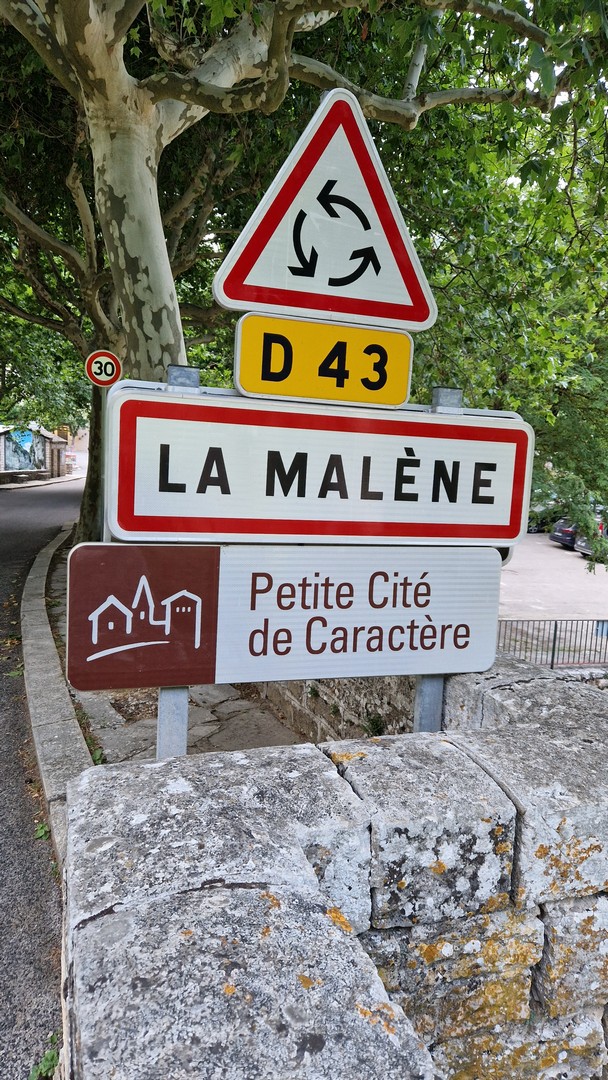 D 43
30
LA MALÈNE
Petite Cité
de Caractère